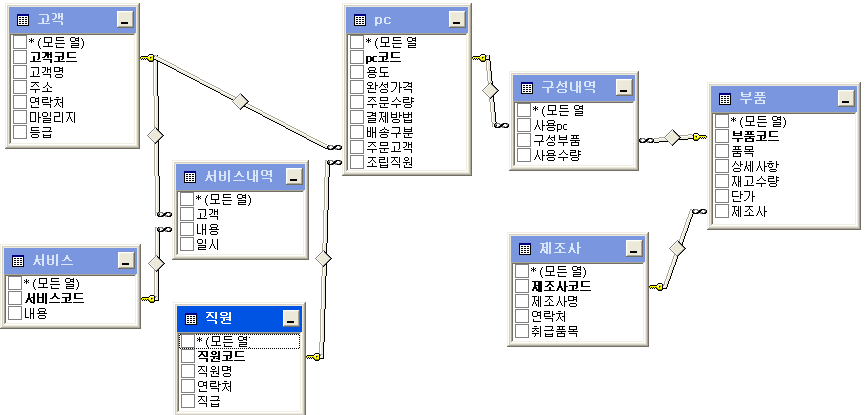 고객
* (모든 열)
고객코드
고객명
주소
연락처
마일리지
등급
pc
* (모든 열
pc코드
용도
완성가격
주문수량
결제방법
배송구분
주문고객
조립직원
구성내역
* (모든 열
사용pc
구성부품
사용수량
부품
* (모든 열)
부품코드
품목
상세사항
재고수량
단가
제조사
서비스내역
* (모든 열)
고객
내용
일시
서비스
* (모든 열)
서비스코드
내용
직원
* (모든 열)
직원코드
직원명
연락처
직급
제조사
* (모든 열)
제조사코드
제조사명
연락처
취급품목